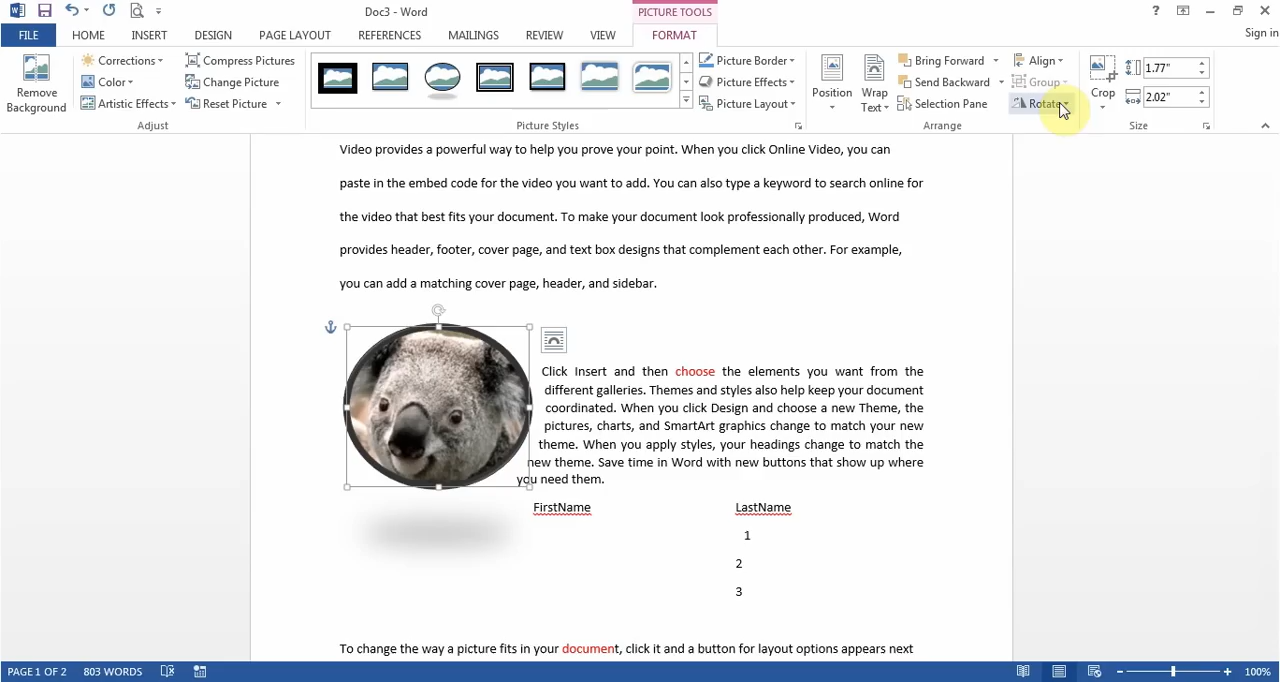 Doc3 - Word
PICTURE TOOLS
?
Sign in
FILE
HOME
INSERT
DESIGN
PAGE LAYOUT
REFERENCES
MAILINGS
REVIEW
VIEW
FORMAT
Remove
Background
Corrections
Color
Artistic Effects
Compress Pictures
Change Picture
Reset Picture
Adjust
Picture Styles
Picture Border
Picture Effects
Picture Layout
Position
Wrap
Text
Bring Forward
Send Backward
Selection Pane
Align
Group
Rotate
Arrange
Crop
1.77"
2.02"
Size
Video provides a powerful way to help you prove your point. When you click Online Video, you can
paste in the embed code for the video you want to add. You can also type a keyword to search online for
the video that best fits your document. To make your document look professionally produced, Word
provides header, footer, cover page, and text box designs that complement each other. For example,
you can add a matching cover page, header, and sidebar.
Click Insert and then choose the elements you want from the
different galleries. Themes and styles also help keep your document
coordinated. When you click Design and choose a new Theme, the
pictures, charts, and SmartArt graphics change to match your new
theme. When you apply styles, your headings change to match the
new theme. Save time in Word with new buttons that show up where
you need them.
FirstName LastName
1
2
3
To change the way a picture fits in your document, click it and a button for layout options appears next
PAGE 1 OF 2
803 WORDS
100%